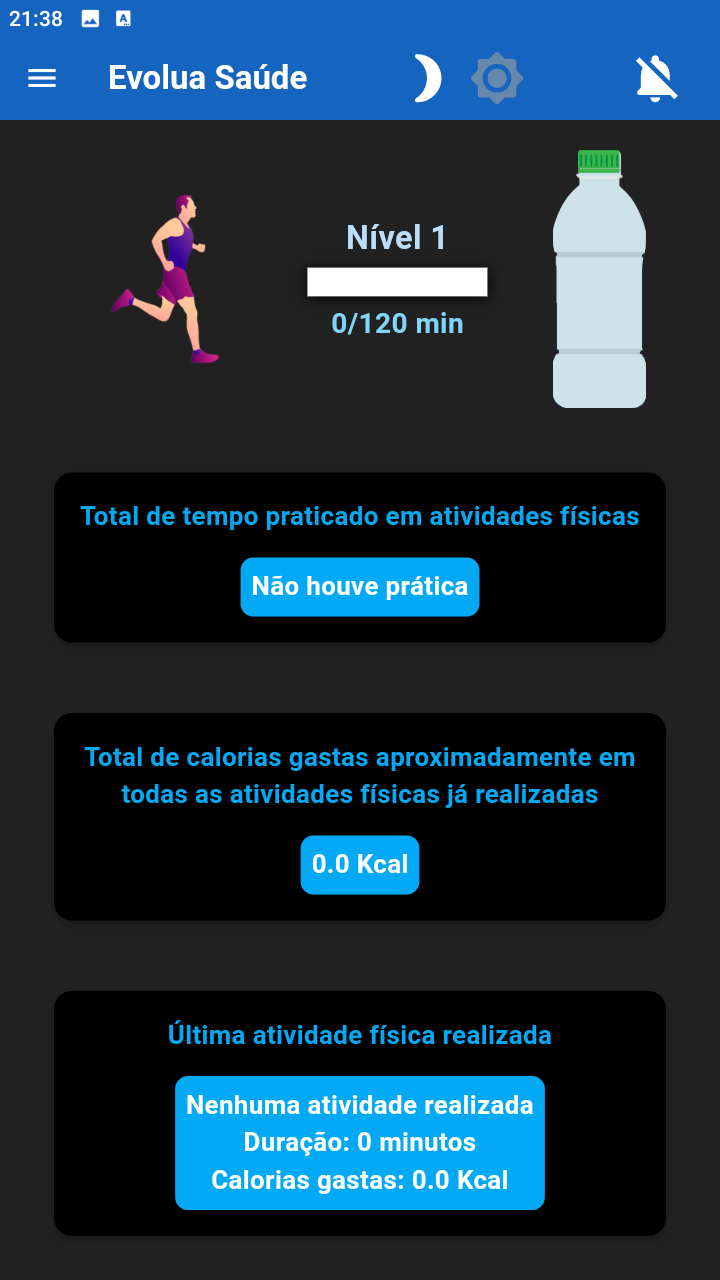 21:38
Evolua Saúde
Nível 1
0/120 min
Total de tempo praticado em atividades físicas
Não houve prática
Total de calorias gastas aproximadamente em
todas as atividades físicas já realizadas
0.0 Kcal
Última atividade física realizada
Nenhuma atividade realizada
Duração: 0 minutos
Calorias gastas: 0.0 Kcal